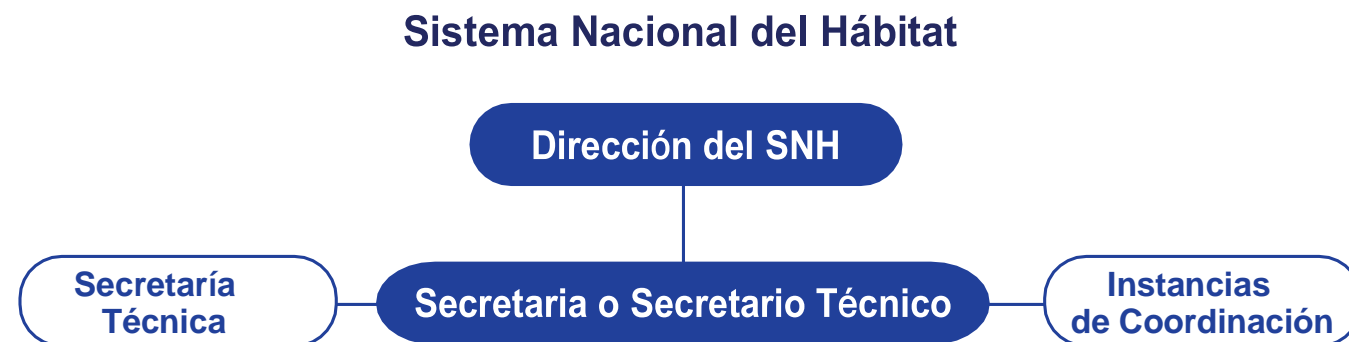 Sistema Nacional del Hábitat
Dirección del SNH
Secretaría
Técnica
Secretaria o Secretario Técnico
Instancias
de Coordinación